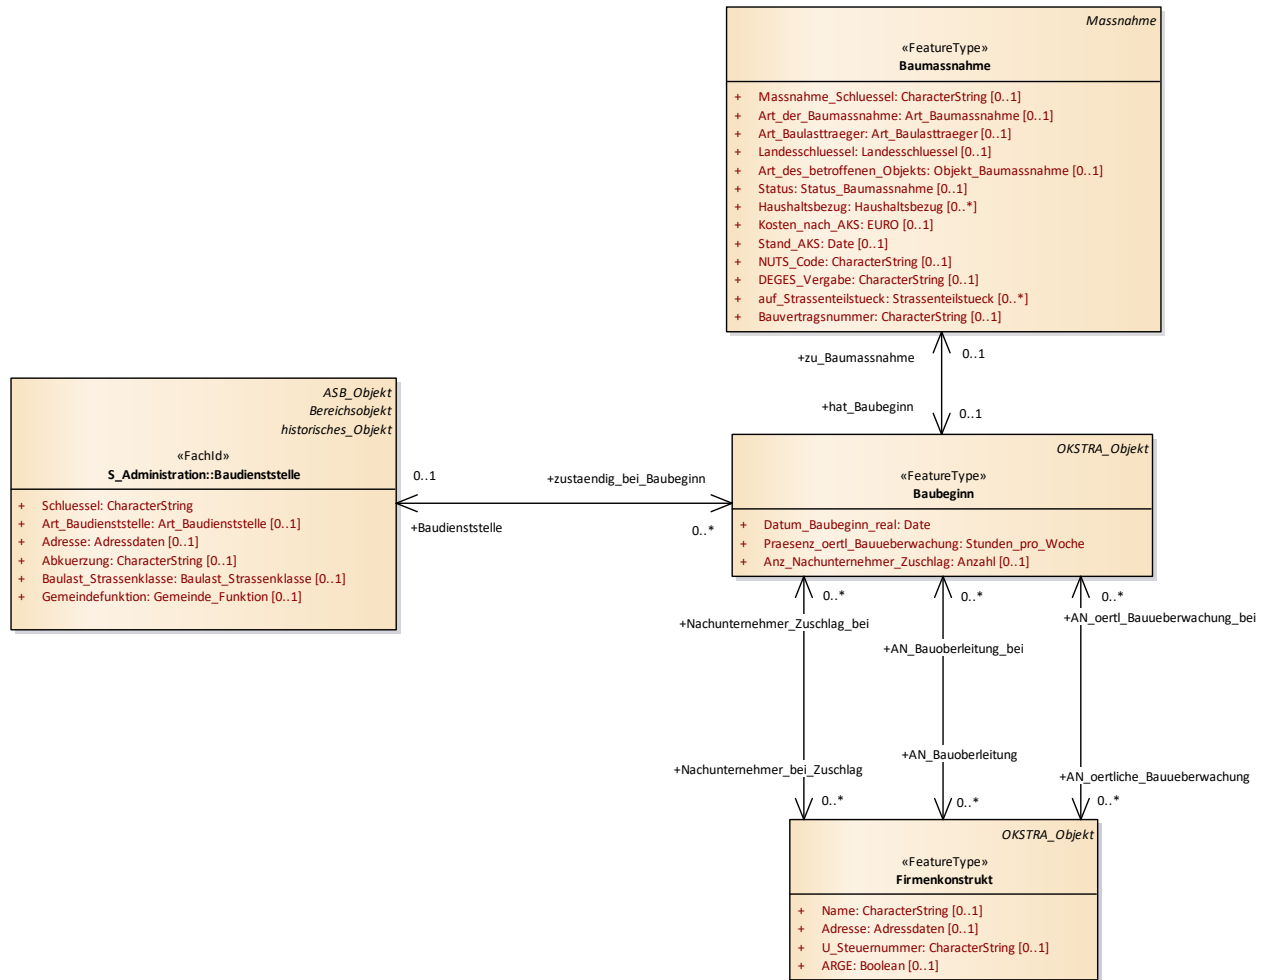 Massnahme
«FeatureType»
Baumassnahme
+ Massnahme_Schluessel: CharacterString [0..1]
+ Art_der_Baumassnahme: Art_Baumassnahme [0..1]
+ Art_Baulasttraeger: Art_Baulasttraeger [0..1]
+ Landesschluessel: Landesschluessel [0..1]
+ Art_des_betroffenen_Objekts: Objekt_Baumassnahme [0..1]
+ Status: Status_Baumassnahme [0..1]
+ Haushaltsbezug: Haushaltsbezug [0..*]
+ Kosten_nach_AKS: EURO [0..1]
+ Stand_AKS: Date [0..1]
+ NUTS_Code: CharacterString [0..1]
+ DEGES_Vergabe: CharacterString [0..1]
+ auf_Strassenteilstueck: Strassenteilstueck [0..*]
+ Bauvertragsnummer: CharacterString [0..1]
+zu_Baumassnahme
0..1
+hat_Baubeginn
0..1
ASB_Objekt
Bereichsobjekt
historisches_Objekt
«FachId»
S_Administration::Baudienststelle
+ Schluessel: CharacterString
+ Art_Baudienststelle: Art_Baudienststelle [0..1]
+ Adresse: Adressdaten [0..1]
+ Abkuerzung: CharacterString [0..1]
+ Baulast_Strassenklasse: Baulast_Strassenklasse [0..1]
+ Gemeindefunktion: Gemeinde_Funktion [0..1]
0..1
+Baudienststelle
+zustaendig_bei_Baubeginn
0..*
OKSTRA_Objekt
«FeatureType»
Baubeginn
+ Datum_Baubeginn_real: Date
+ Praesenz_oertl_Bauueberwachung: Stunden_pro_Woche
+ Anz_Nachunternehmer_Zuschlag: Anzahl [0..1]
0..*
0..*
0..*
+Nachunternehmer_Zuschlag_bei
+AN_Bauoberleitung_bei
+AN_oertl_Bauueberwachung_bei
+Nachunternehmer_bei_Zuschlag
+AN_Bauoberleitung
+AN_oertliche_Bauueberwachung
0..*
0..*
0..*
OKSTRA_Objekt
«FeatureType»
Firmenkonstrukt
+ Name: CharacterString [0..1]
+ Adresse: Adressdaten [0..1]
+ U_Steuernummer: CharacterString [0..1]
+ ARGE: Boolean [0..1]